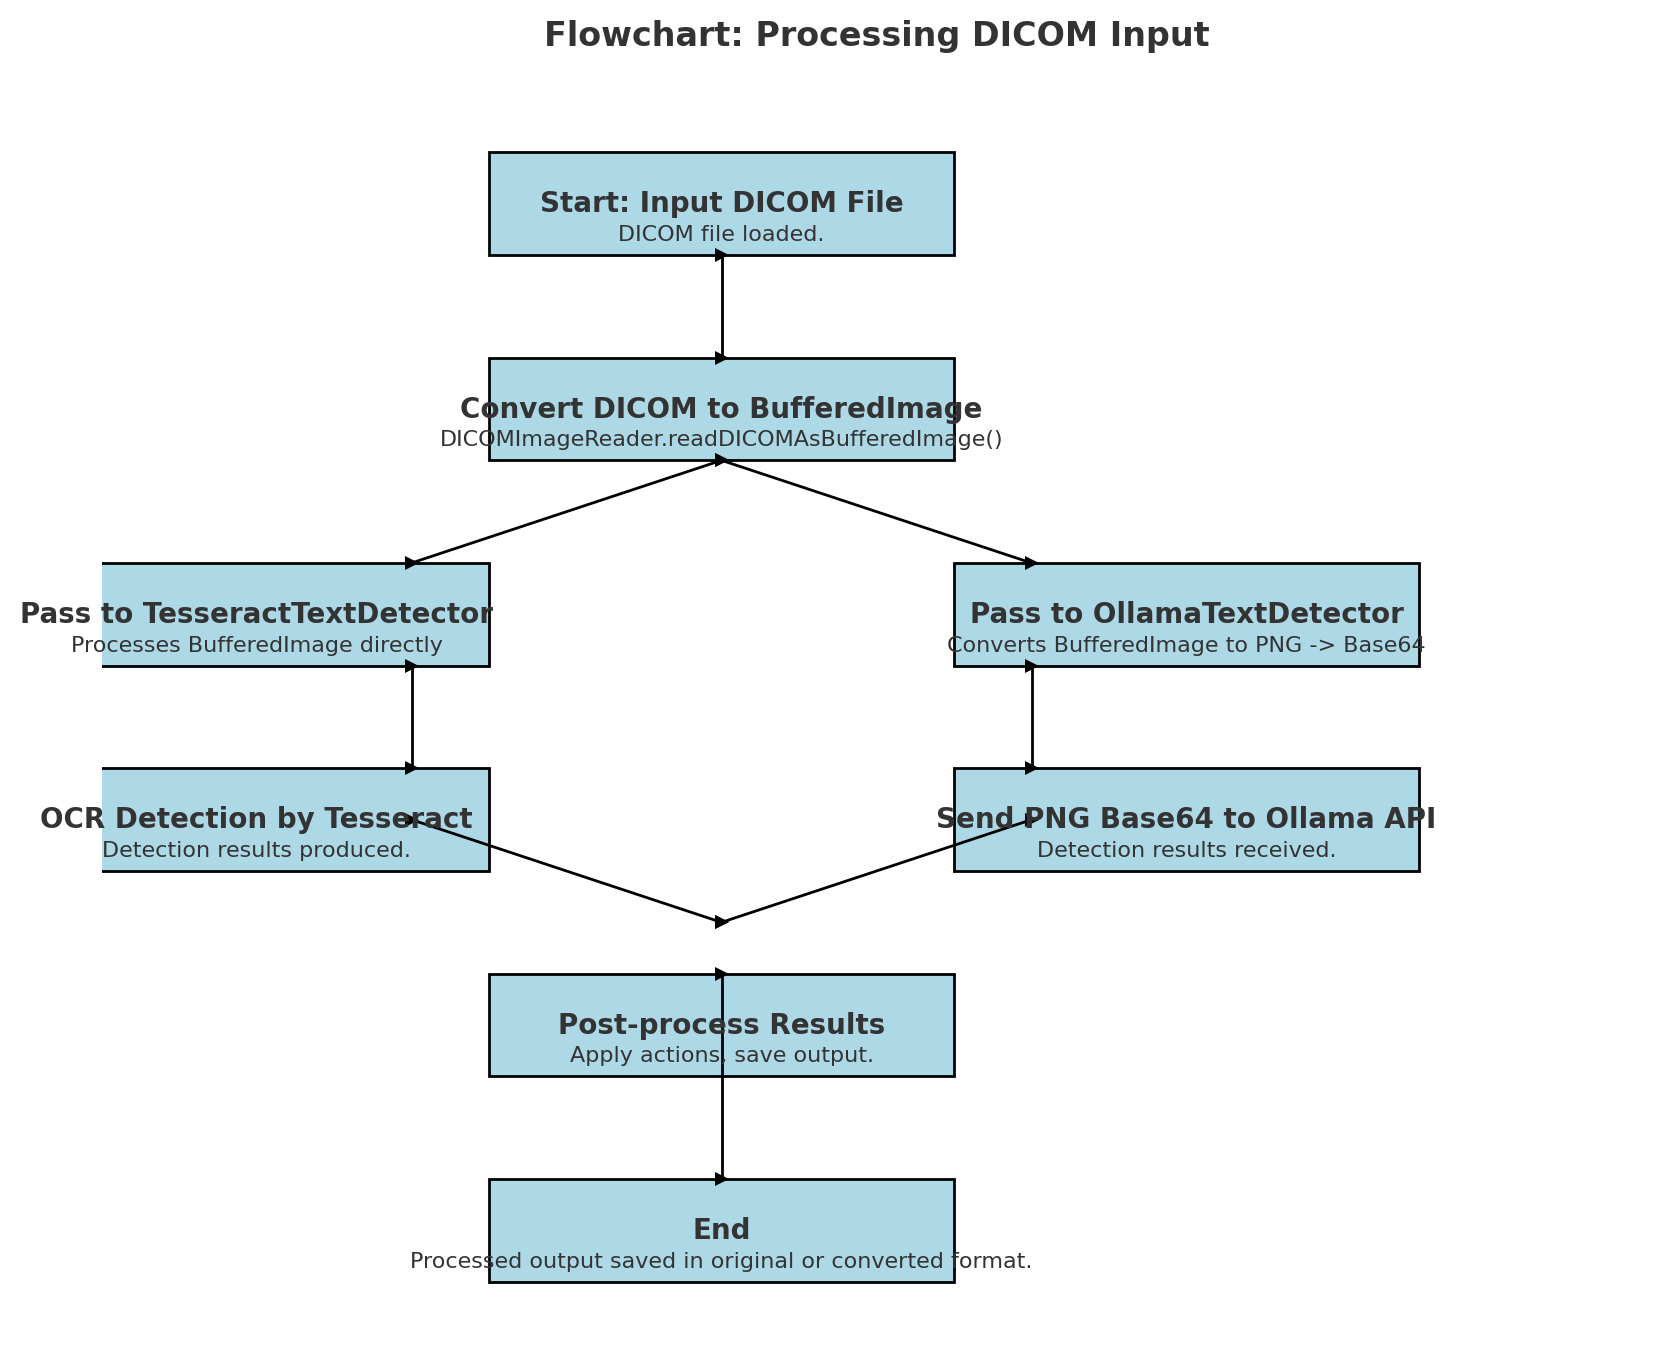 Flowchart: Processing DICOM Input
Start: Input DICOM File
DICOM file loaded.
Convert DICOM to BufferedImage
DICOMImageReader.readDICOMAsBufferedImage()
Pass to TesseractTextDetector
Processes BufferedImage directly
Pass to OllamaTextDetector
Converts BufferedImage to PNG -> Base64
OCR Detection by Tesseract
Detection results produced.
Send PNG Base64 to Ollama API
Detection results received.
Post-process Results
Apply actions, save output.
End
Processed output saved in original or converted format.